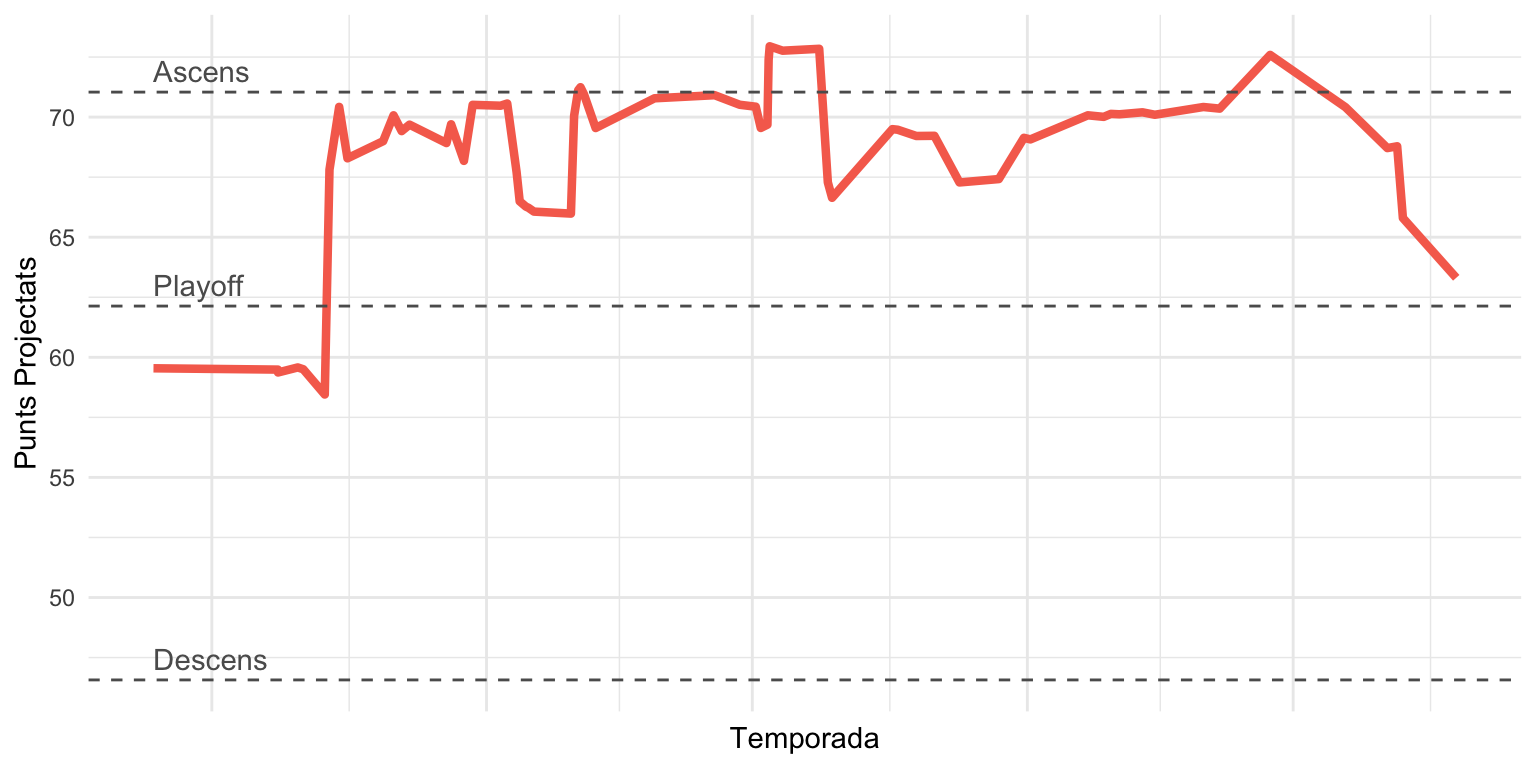 Ascens
70
65
Playoff
60
55
50
Descens
Punts Projectats
Temporada